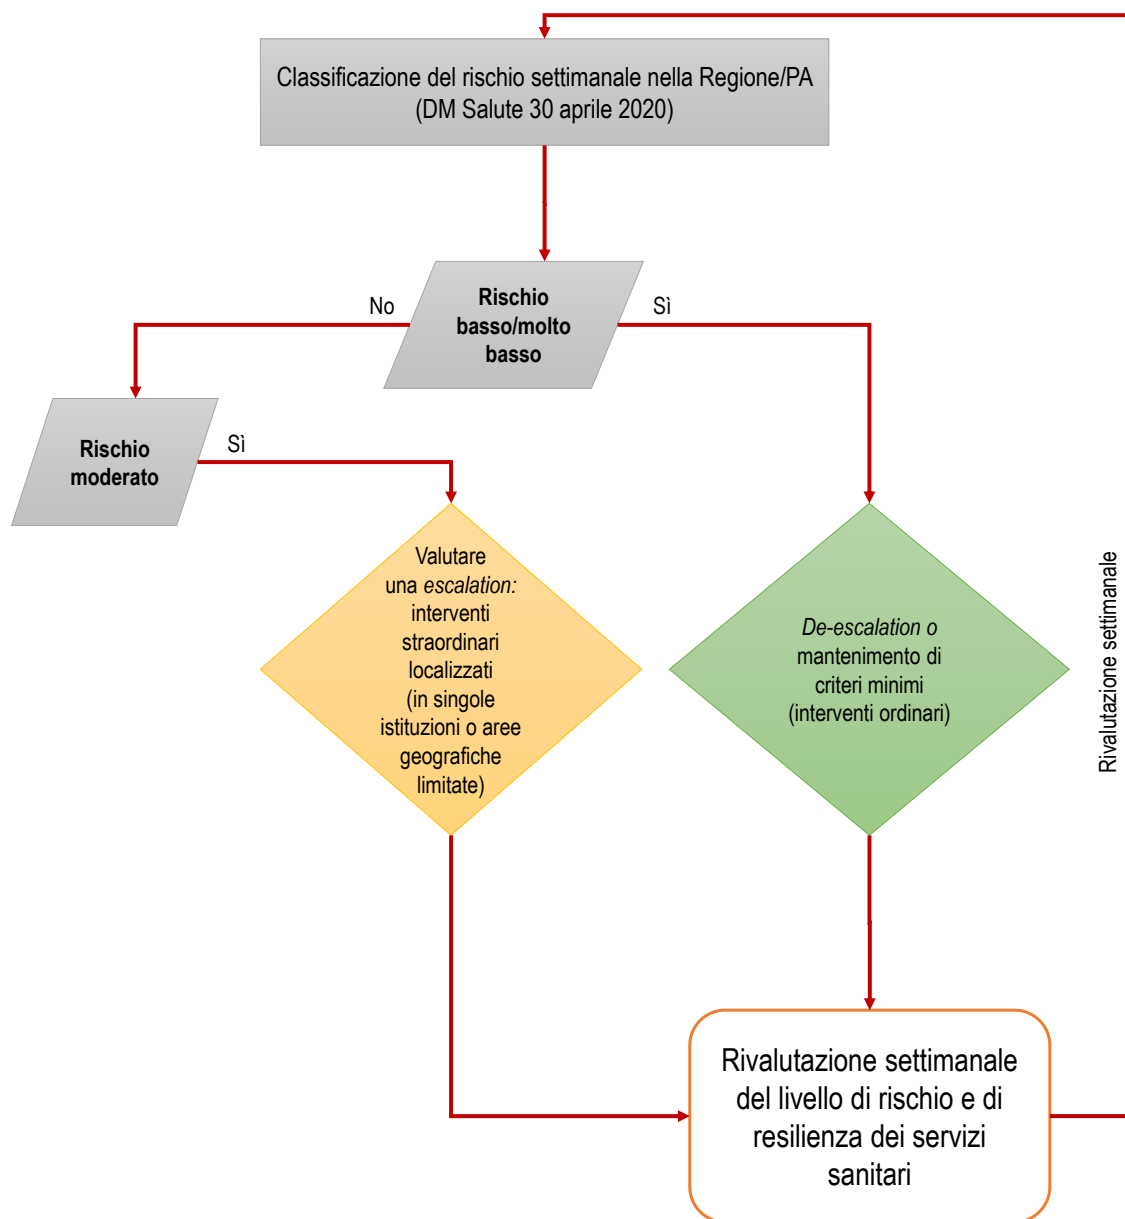 Classificazione del rischio settimanale nella Regione/PA
(DM Salute 30 aprile 2020)
Rischio
basso/molto
basso
No
Sì
Rischio
moderato
Sì
Valutare
una escalation:
interventi
straordinari
localizzati
(in singole
istituzioni o aree
geografiche
limitate)
De-escalation o
mantenimento di
criteri minimi
(interventi ordinari)
Rivalutazione settimanale
Rivalutazione settimanale
del livello di rischio e di
resilienza dei servizi
sanitari